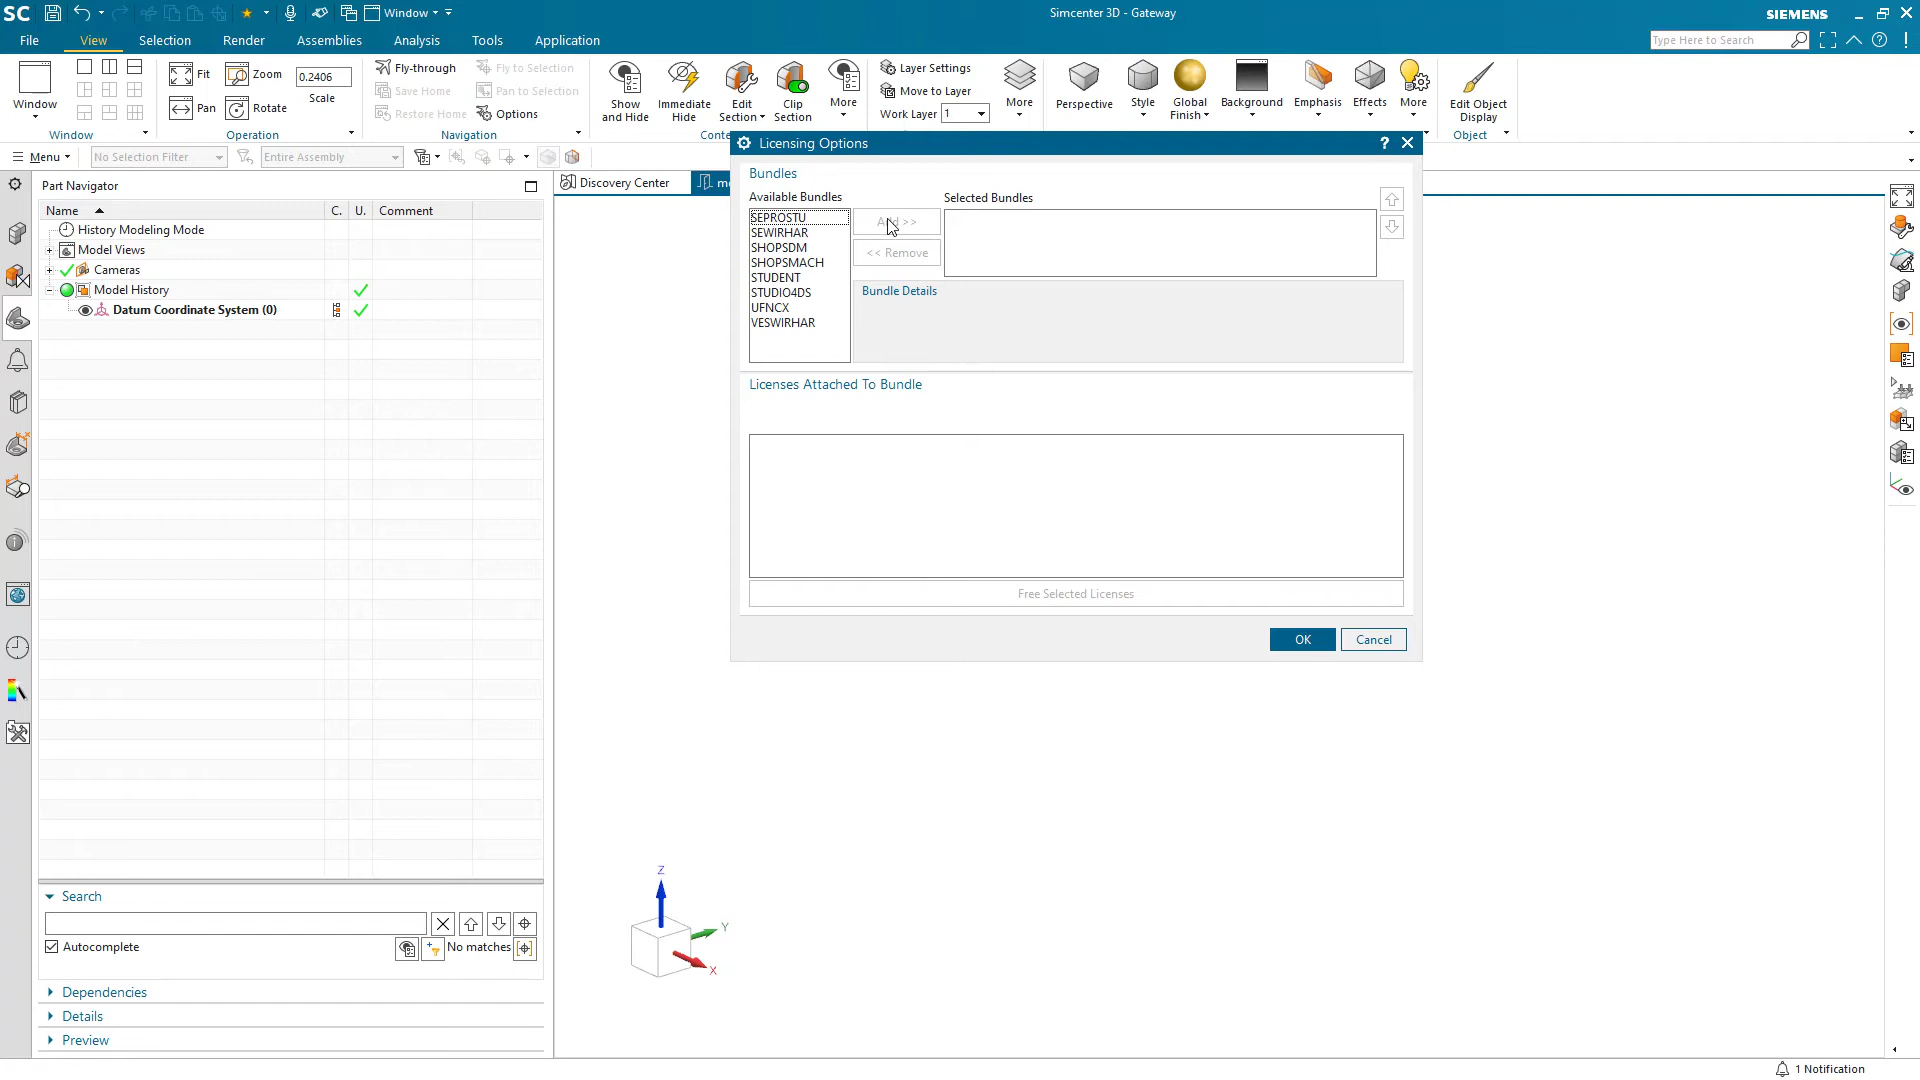 SC
Window
Simcenter 3D - Gateway
SIEMENS
File
View
Selection
Render
Assemblies
Analysis
Tools
Application
Type Here to Search
Window
Window
Fit
Zoom
0.2406
Pan
Rotate
Scale
Operation
Fly-through
Save Home
Restore Home
Fly to Selection
Pan to Selection
Options
Navigation
Show and Hide
Immediate Hide
Edit Section
Clip Section
More
Layer Settings
Move to Layer
Work Layer 1
More
Perspective
Style
Global Finish
Background
Emphasis
Effects
More
Edit Object Display
Object
Menu
No Selection Filter
Entire Assembly
Part Navigator
Name
C.
U.
Comment
History Modeling Mode
Model Views
Cameras
Model History
Datum Coordinate System (0)
Discovery Center
Licensing Options
Bundles
Available Bundles
Selected Bundles
SEPROSTU
SEWIRHAR
SHOPSDM
SHOPSMACH
STUDENT
STUDIO4DS
UFNCX
VESWIRHAR
Add >>
<< Remove
Bundle Details
Licenses Attached To Bundle
Free Selected Licenses
OK
Cancel
Z
Y
X
Search
Autocomplete
No matches
Dependencies
Details
Preview
1 Notification